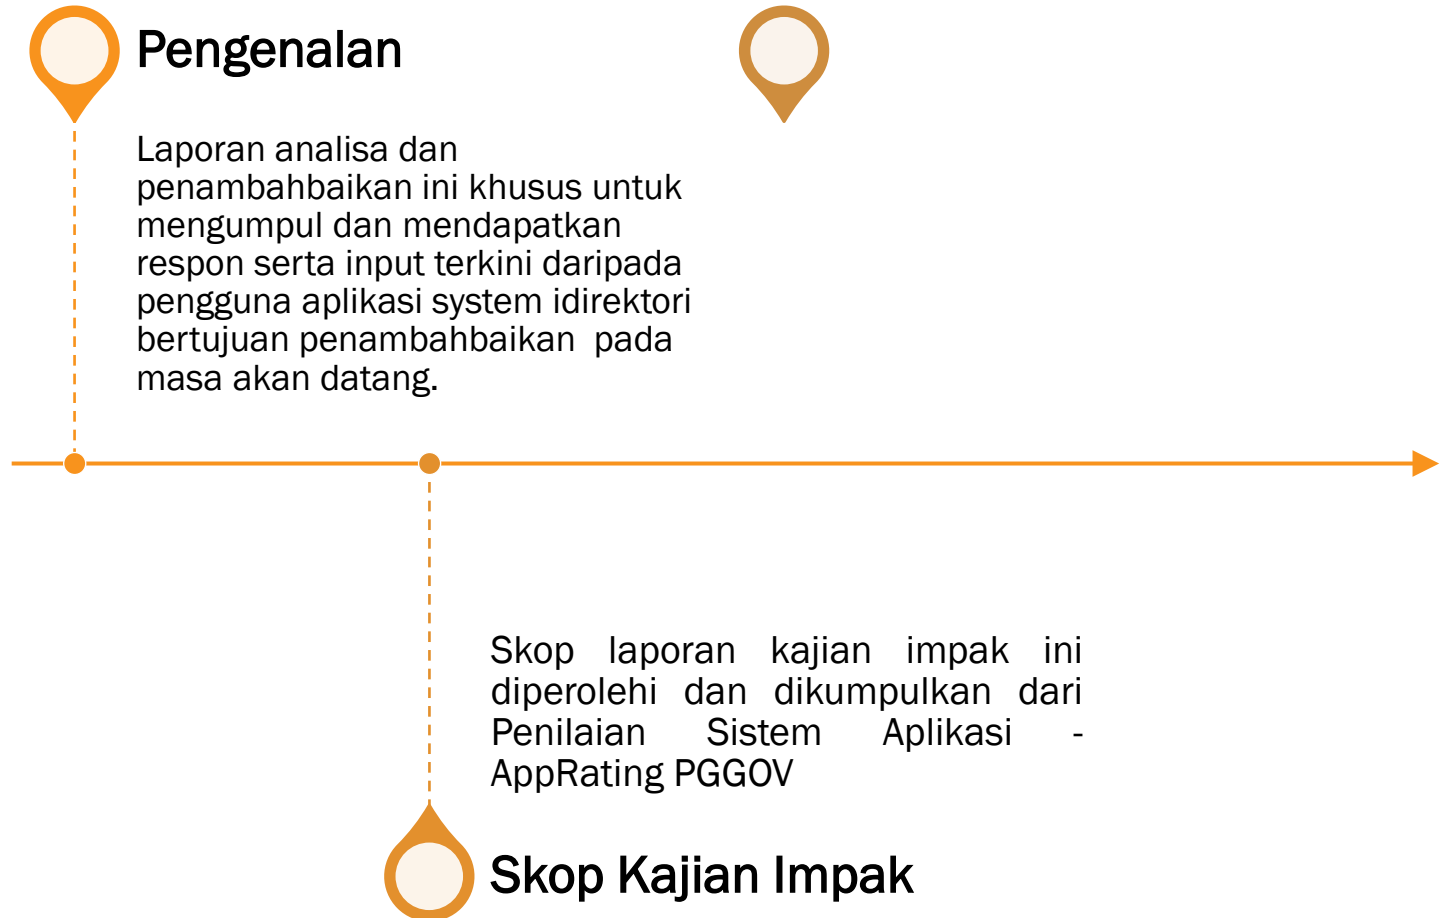 Pengenalan
Laporan analisa dan
penambahbaikan ini khusus untuk
mengumpul dan mendapatkan
respon serta input terkini daripada
pengguna aplikasi system idirektori
bertujuan penambahbaikan  pada
masa akan datang.
Skop laporan kajian impak ini
diperolehi dan dikumpulkan dari
Penilaian Sistem Aplikasi -
AppRating PGGOV
Skop Kajian Impak